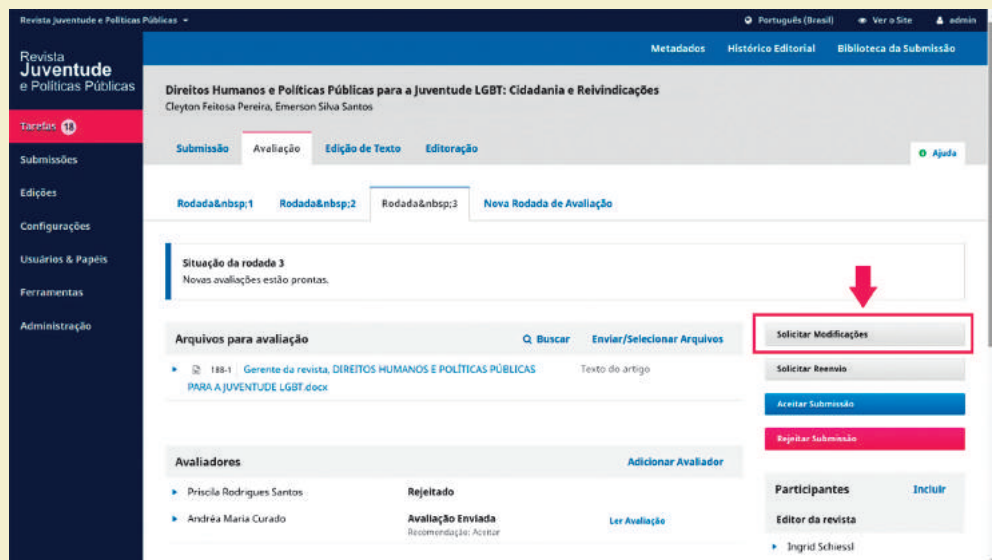 Revista Juventude e Políticas Públicas
Português (Brasil) Ver o Site admin
Revista
Juventude
e Políticas Públicas
Metadados Histórico Editorial Biblioteca da Submissão
Direitos Humanos e Políticas Públicas para a Juventude LGBT: Cidadania e Reivindicações
Cleyton Feitosa Pereira, Emerson Silva Santos
Tarefas 18
Submissões
Edições
Configurações
Usuários & Papéis
Ferramentas
Administração
Submissão Avaliação Edição de Texto Editoração
Ajuda
Rodada&nbsp;1 Rodada&nbsp;2 Rodada&nbsp;3 Nova Rodada de Avaliação
Situação da rodada 3
Novas avaliações estão prontas.
Arquivos para avaliação Buscar Enviar/Selecionar Arquivos
188-1 Gerente da revista, DIREITOS HUMANOS E POLÍTICAS PÚBLICAS Texto do artigo
PARA A JUVENTUDE LGBT.docx
Solicitar Modificações
Solicitar Reenvio
Aceitar Submissão
Rejeitar Submissão
Avaliadores Adicionar Avaliador
Priscila Rodrigues Santos Rejeitado
Andréa Maria Curado Avaliação Enviada Ler Avaliação
Recomendação: Aceitar
Participantes Incluir
Editor da revista
Ingrid Schiessl